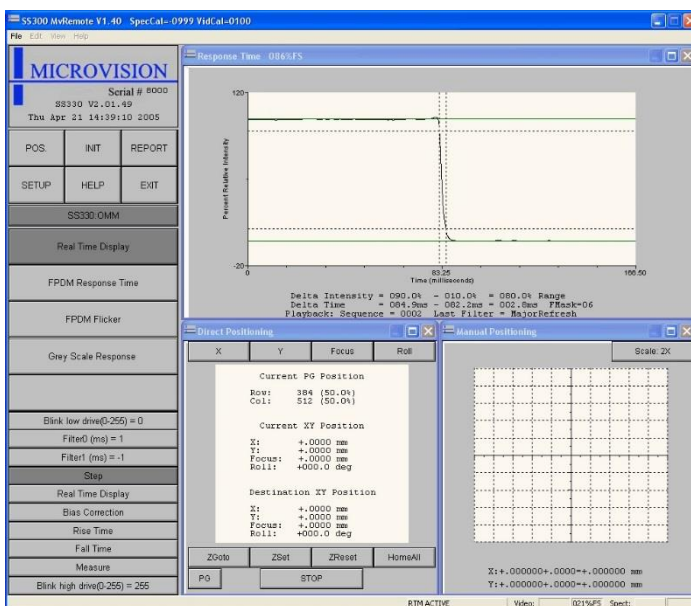 SS300 MvRemote V1.40 SpecCal=-0999 VidCal=0100
File Edit View Help
MICROVISION
Serial # 8000
SS330 V2.01.49
Thu Apr 21 14:39:10 2005
POS. INIT REPORT
SETUP HELP EXIT
SS330:OMM
Real Time Display
FPDM Response Time
FPDM Flicker
Grey Scale Response
Blink low drive(0-255) = 0
Filter0 (ms) = 1
Filter1 (ms) = -1
Step
Real Time Display
Bias Correction
Rise Time
Fall Time
Measure
Blink high drive(0-255) = 255
Response Time - 086%FS
120
Percent Relative Intensity
-20
0 83.25 166.50
Time (milliseconds)
Delta Intensity = 090.0% - 010.0% = 080.0% Range
Delta Time = 084.9ms - 082.2ms = 002.8ms FMask=06
Playback: Sequence = 0002 Last Filter = MajorRefresh
Direct Positioning
X Y Focus Roll
Current PG Position
Row: 384 (50.0%)
Col: 512 (50.0%)
Current XY Position
X: +.0000 mm
Y: +.0000 mm
Focus: +.0000 mm
Roll: +000.0 deg
Destination XY Position
X: +.0000 mm
Y: +.0000 mm
Focus: +.0000 mm
Roll: +000.0 deg
ZGoto ZSet ZReset HomeAll
PG STOP
Manual Positioning
Scale: 2X
X:+.000000+.0000=+.000000 mm
Y:+.000000+.0000=+.000000 mm
RTM ACTIVE Video: 021%FS Spect: